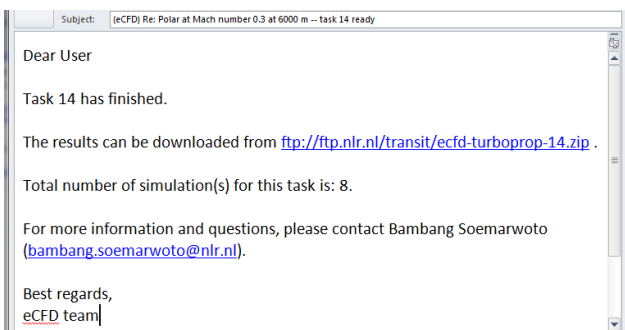 Subject: (eCFD) Re: Polar at Mach number 0.3 at 6000 m -- task 14 ready
Dear User
Task 14 has finished.
The results can be downloaded from ftp://ftp.nlr.nl/transit/ecfd-turboprop-14.zip .
Total number of simulation(s) for this task is: 8.
For more information and questions, please contact Bambang Soemarwoto
(bambang.soemarwoto@nlr.nl).
Best regards,
eCFD team